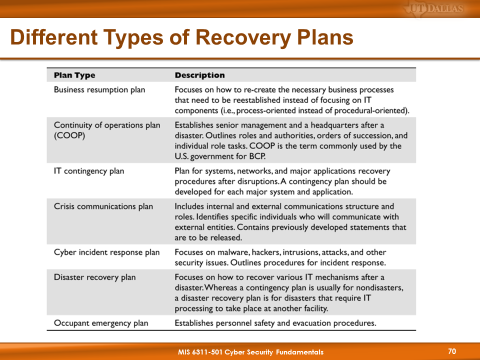 UT DALLAS
Different Types of Recovery Plans
Plan Type Description
Business resumption plan Focuses on how to re-create the necessary business processes
that need to be reestablished instead of focusing on IT
components (i.e., process-oriented instead of procedural-oriented).
Continuity of operations plan Establishes senior management and a headquarters after a
(COOP) disaster. Outlines roles and authorities, orders of succession, and
individual role tasks. COOP is the term commonly used by the
U.S. government for BCP.
IT contingency plan Plan for systems, networks, and major applications recovery
procedures after disruptions. A contingency plan should be
developed for each major system and application.
Crisis communications plan Includes internal and external communications structure and
roles. Identifies specific individuals who will communicate with
external entities. Contains previously developed statements that
are to be released.
Cyber incident response plan Focuses on malware, hackers, intrusions, attacks, and other
security issues. Outlines procedures for incident response.
Disaster recovery plan Focuses on how to recover various IT mechanisms after a
disaster. Whereas a contingency plan is usually for nondisasters,
a disaster recovery plan is for disasters that require IT
processing to take place at another facility.
Occupant emergency plan Establishes personnel safety and evacuation procedures.
MIS 6311-501 Cyber Security Fundamentals 70